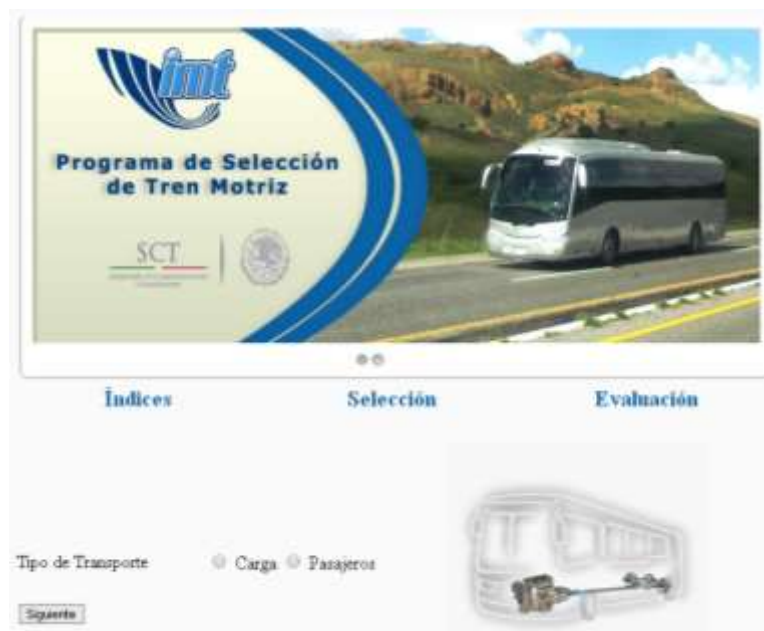 imt
Programa de Selección
de Tren Motriz
SCT
Índices Selección Evaluación
Tipo de Transporte Carga Pasajeros
Siguiente